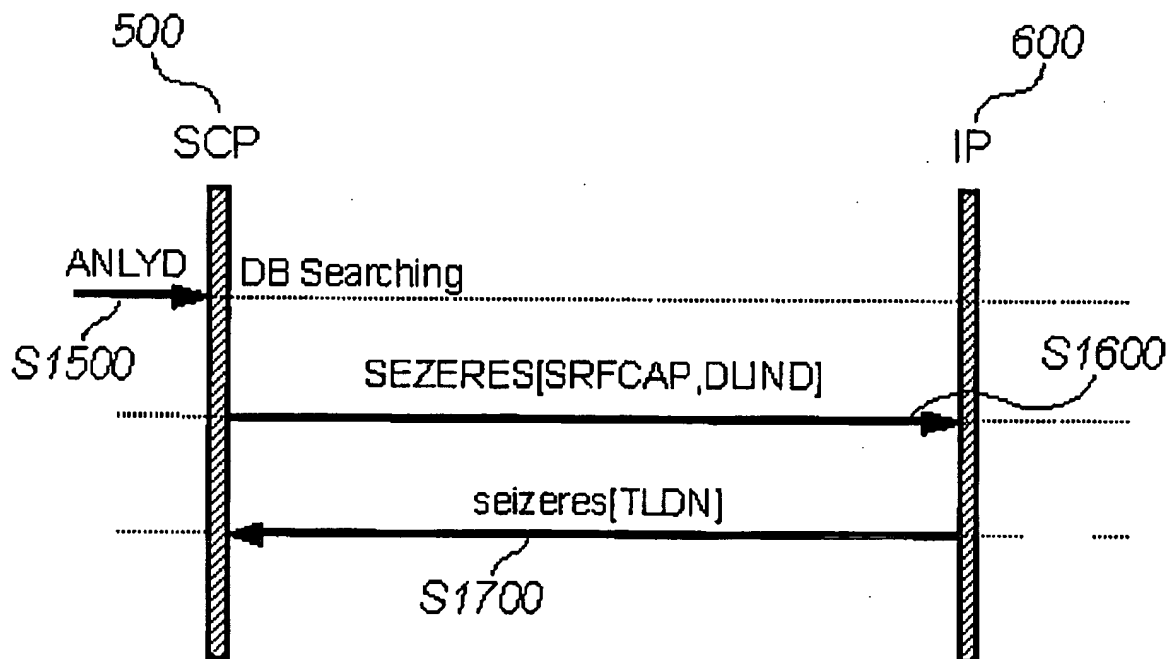 500
600
SCP
IP
ANLYD
DB Searching
S1500
SEZERES[SRFCAP,DLIND]
S1600
seizeres[TLDN]
S1700